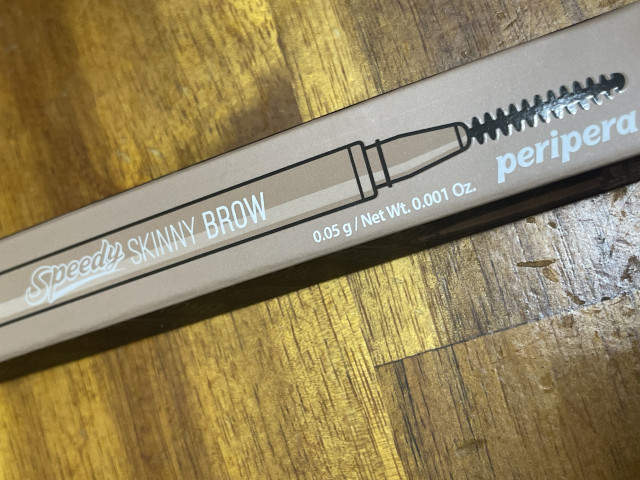 Speedy SKINNY BROW
0.05 g / Net Wt. 0.001 Oz.
peripera